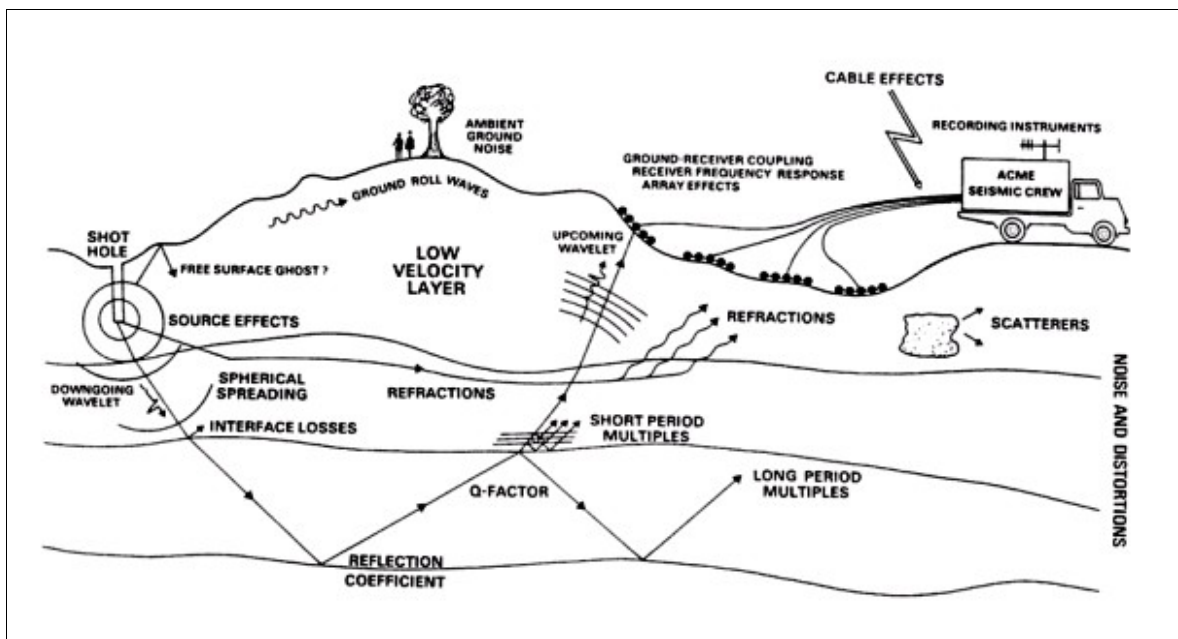 CABLE EFFECTS
RECORDING INSTRUMENTS
AMBIENT
GROUND
NOISE
GROUND-RECEIVER COUPLING
RECEIVER FREQUENCY RESPONSE
ARRAY EFFECTS
ACME
SEISMIC CREW
GROUND ROLL WAVES
SHOT
HOLE
FREE SURFACE GHOST ?
LOW
VELOCITY
LAYER
UPCOMING
WAVELET
SOURCE EFFECTS
REFRACTIONS
SCATTERERS
DOWNGOING
WAVELET
SPHERICAL
SPREADING
REFRACTIONS
INTERFACE LOSSES
SHORT PERIOD
MULTIPLES
Q-FACTOR
LONG PERIOD
MULTIPLES
REFLECTION
COEFFICIENT
NOISE AND DISTORTIONS